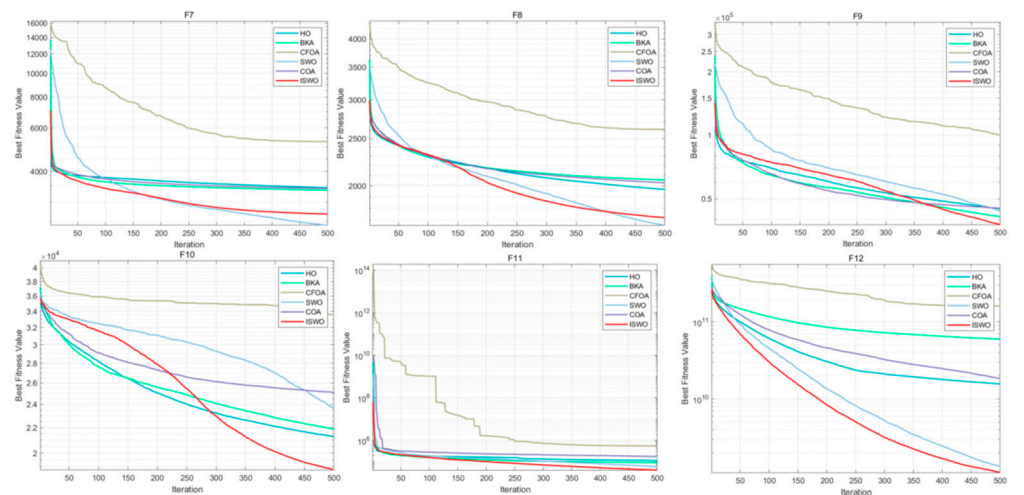 F7
Best Fitness Value
16000
14000
12000
10000
8000
6000
4000
HO
BKA
CFOA
SWO
COA
ISWO
50 100 150 200 250 300 350 400 450 500
Iteration
F8
Best Fitness Value
4000
3500
3000
2500
2000
HO
BKA
CFOA
SWO
COA
ISWO
50 100 150 200 250 300 350 400 450 500
Iteration
F9
×10^5
Best Fitness Value
3
2.5
2
1.5
1
0.5
HO
BKA
CFOA
SWO
COA
ISWO
50 100 150 200 250 300 350 400 450 500
Iteration
F10
×10^4
Best Fitness Value
4
3.8
3.6
3.4
3.2
3
2.8
2.6
2.4
2.2
2
HO
BKA
CFOA
SWO
COA
ISWO
50 100 150 200 250 300 350 400 450 500
Iteration
F11
Best Fitness Value
10^14
10^12
10^10
10^8
10^6
HO
BKA
CFOA
SWO
COA
ISWO
50 100 150 200 250 300 350 400 450 500
Iteration
F12
Best Fitness Value
10^11
10^10
HO
BKA
CFOA
SWO
COA
ISWO
50 100 150 200 250 300 350 400 450 500
Iteration